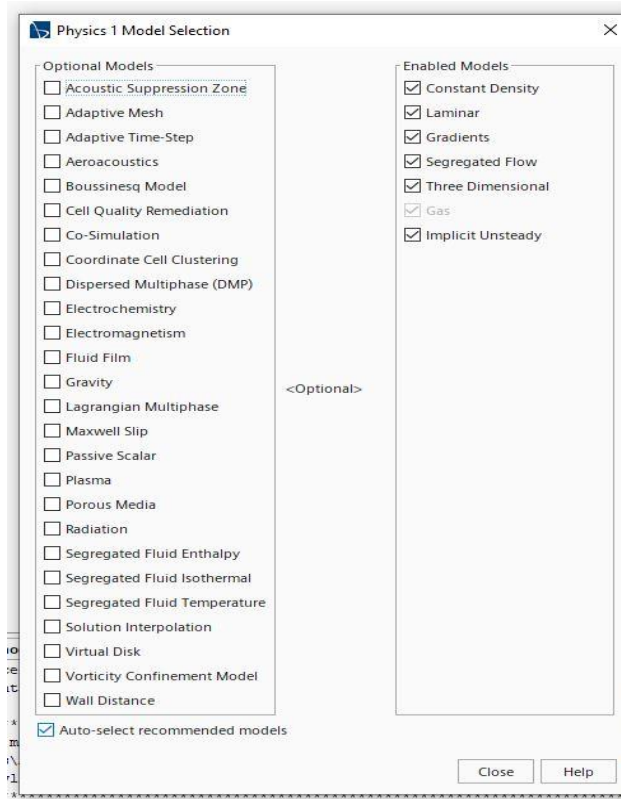 Physics 1 Model Selection
Optional Models
Acoustic Suppression Zone
Adaptive Mesh
Adaptive Time-Step
Aeroacoustics
Boussinesq Model
Cell Quality Remediation
Co-Simulation
Coordinate Cell Clustering
Dispersed Multiphase (DMP)
Electrochemistry
Electromagnetism
Fluid Film
Gravity
Lagrangian Multiphase
Maxwell Slip
Passive Scalar
Plasma
Porous Media
Radiation
Segregated Fluid Enthalpy
Segregated Fluid Isothermal
Segregated Fluid Temperature
Solution Interpolation
Virtual Disk
Vorticity Confinement Model
Wall Distance
<Optional>
Enabled Models
Constant Density
Laminar
Gradients
Segregated Flow
Three Dimensional
Gas
Implicit Unsteady
Auto-select recommended models
Close Help